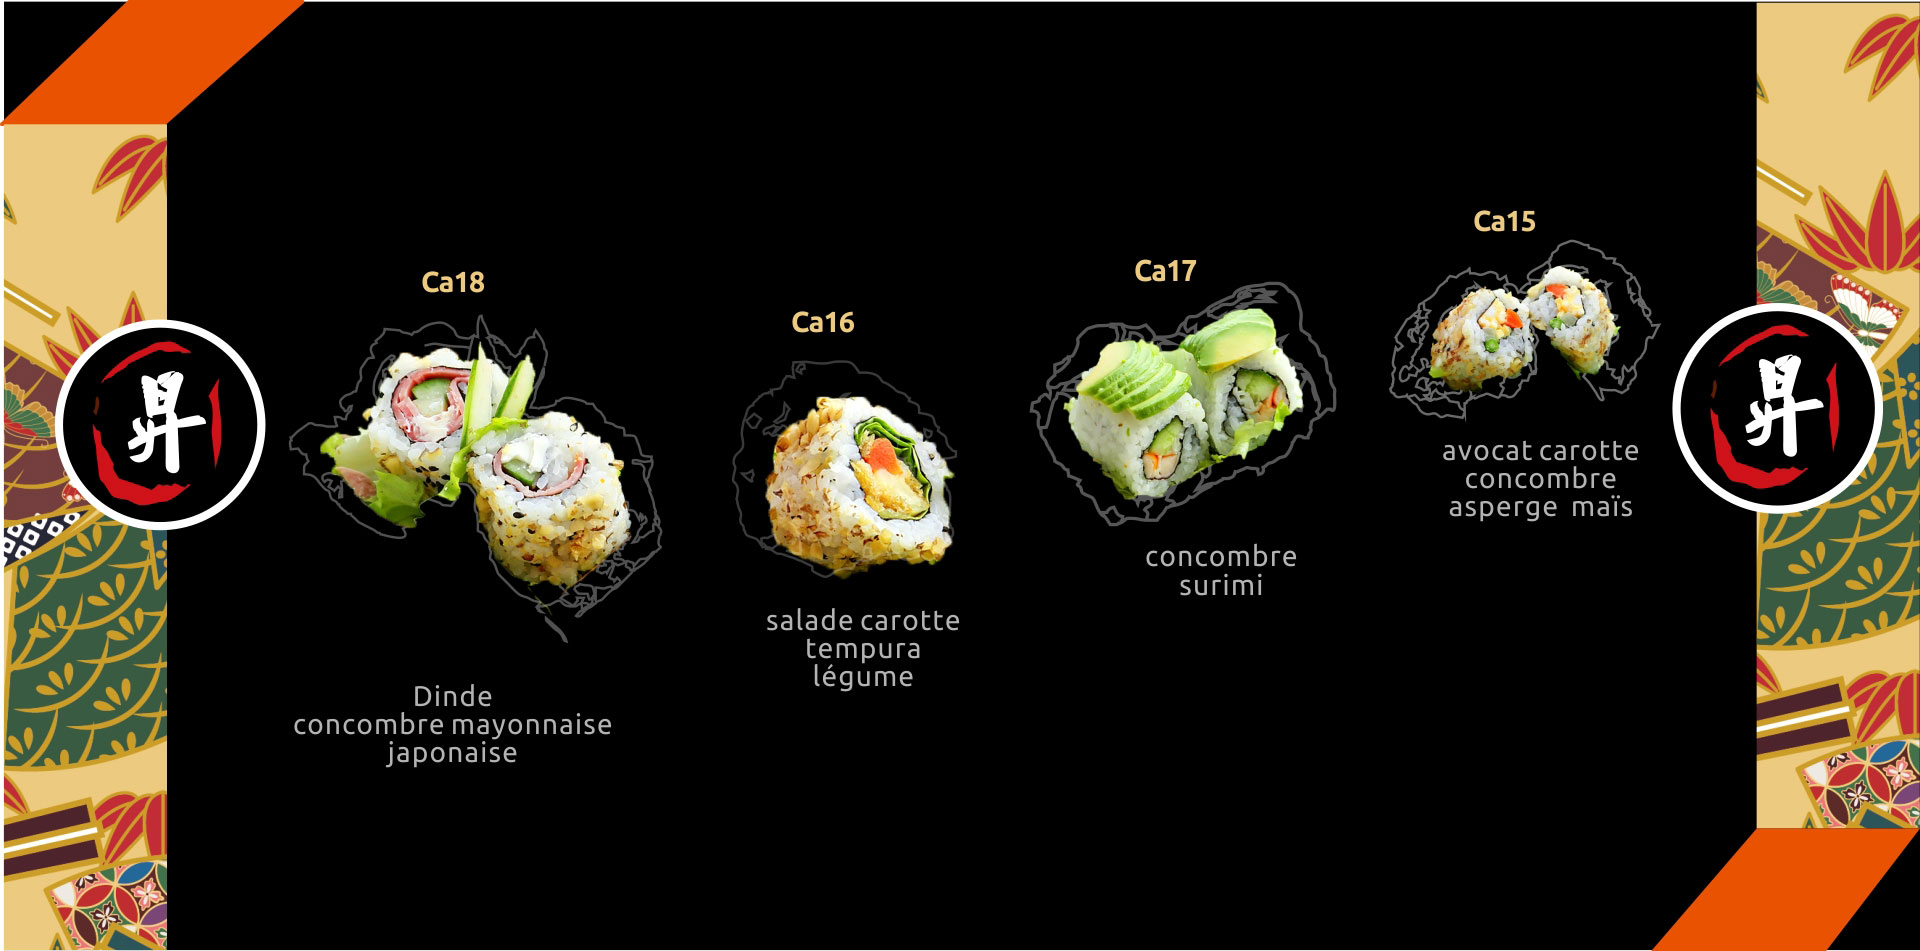 Ca18
Dinde
concombre mayonnaise
japonaise
Ca16
salade carotte
tempura
légume
Ca17
concombre
surimi
Ca15
avocat carotte
concombre
asperge maïs
昇
昇